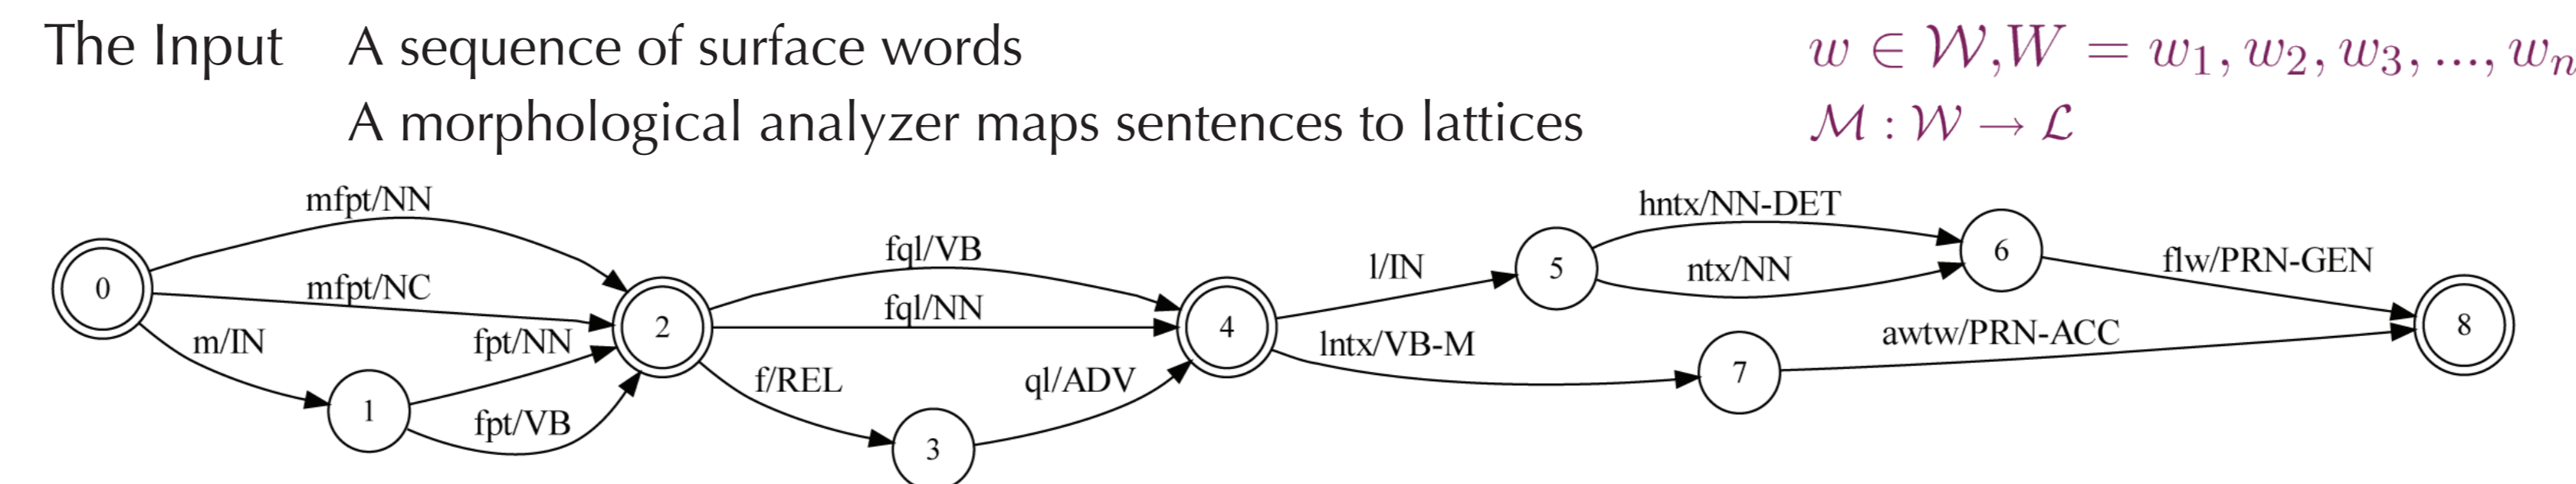 The Input A sequence of surface words w ∈ 𝒲,W = w₁, w₂, w₃, ..., wₙ
A morphological analyzer maps sentences to lattices ℳ : 𝒲 → ℒ
mfpt/NN
hntx/NN-DET
fql/VB
l/IN
ntx/NN
6
flw/PRN-GEN
0
mfpt/NC
5
fql/NN
2
4
8
m/IN
fpt/NN
lntx/VB-M
awtw/PRN-ACC
f/REL
ql/ADV
7
1
fpt/VB
3